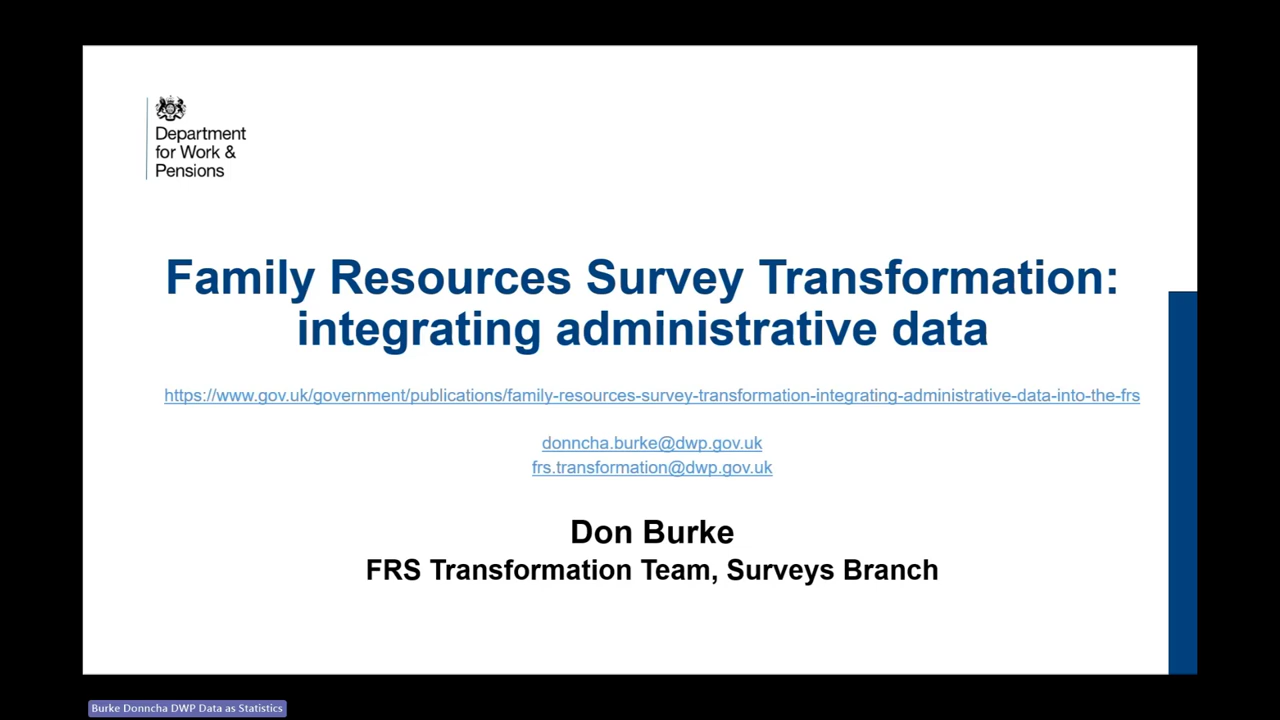 Department
for Work &
Pensions
Family Resources Survey Transformation:
integrating administrative data
https://www.gov.uk/government/publications/family-resources-survey-transformation-integrating-administrative-data-into-the-frs
donncha.burke@dwp.gov.uk
frs.transformation@dwp.gov.uk
Don Burke
FRS Transformation Team, Surveys Branch
Burke Donncha DWP Data as Statistics